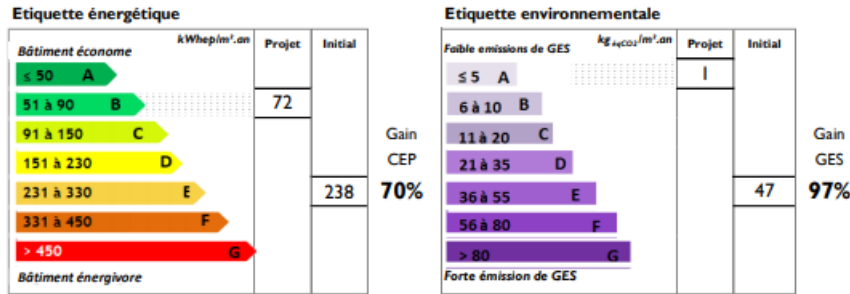 Etiquette énergétique
kWhep/m².an
Projet
Initial
Bâtiment économe
≤ 50 A
51 à 90 B
72
91 à 150 C
151 à 230 D
231 à 330 E
238
331 à 450 F
> 450 G
Bâtiment énergivore
Gain
CEP
70%
Etiquette environnementale
kg éqCO2/m².an
Projet
Initial
Faible emissions de GES
≤ 5 A
1
6 à 10 B
11 à 20 C
21 à 35 D
36 à 55 E
47
56 à 80 F
> 80 G
Forte émission de GES
Gain
GES
97%